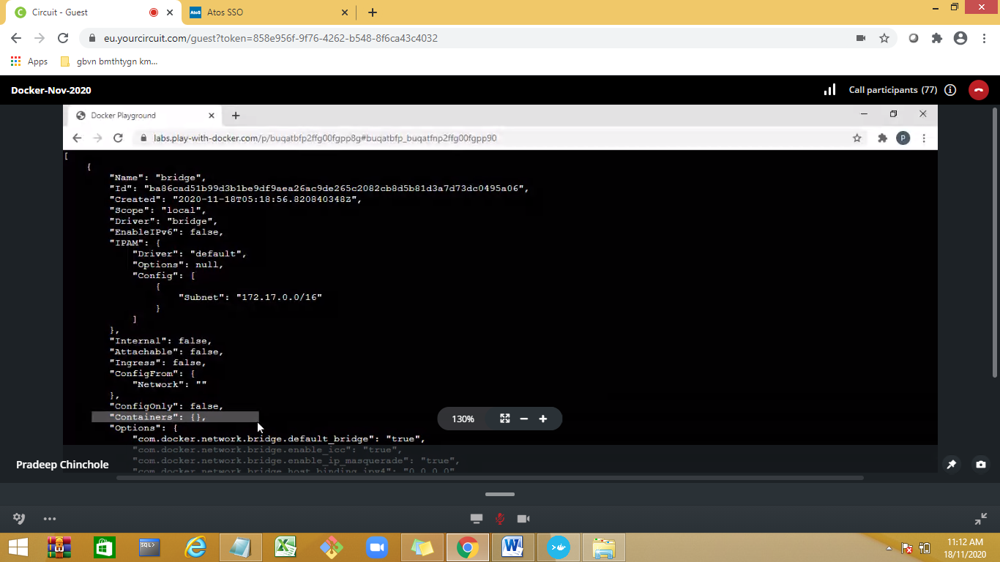 Circuit - Guest
Atos SSO
eu.yourcircuit.com/guest?token=858e956f-9f76-4262-b548-8f6ca43c4032
Apps
gbvn bmthtygn km...
Docker-Nov-2020
Call participants (77)
Docker Playground
labs.play-with-docker.com/p/buqatbfp2ffg00fgpp8g#buqatbfp_buqatfnp2ffg00fgpp90
P
[
{
"Name": "bridge",
"Id": "ba86cad51b99d3b1be9df9aea26ac9de265c2082cb8d5b81d3a7d73dc0495a06",
"Created": "2020-11-18T05:18:56.820840348Z",
"Scope": "local",
"Driver": "bridge",
"EnableIPv6": false,
"IPAM": {
"Driver": "default",
"Options": null,
"Config": [
{
"Subnet": "172.17.0.0/16"
}
]
},
"Internal": false,
"Attachable": false,
"Ingress": false,
"ConfigFrom": {
"Network": ""
},
"ConfigOnly": false,
"Containers": {},
"Options": {
"com.docker.network.bridge.default_bridge": "true",
"com.docker.network.bridge.enable_icc": "true",
"com.docker.network.bridge.enable_ip_masquerade": "true",
"com.docker.network.bridge.host_binding_ipv4": "0.0.0.0"
130%
Pradeep Chinchole
SQL>
11:12 AM
18/11/2020